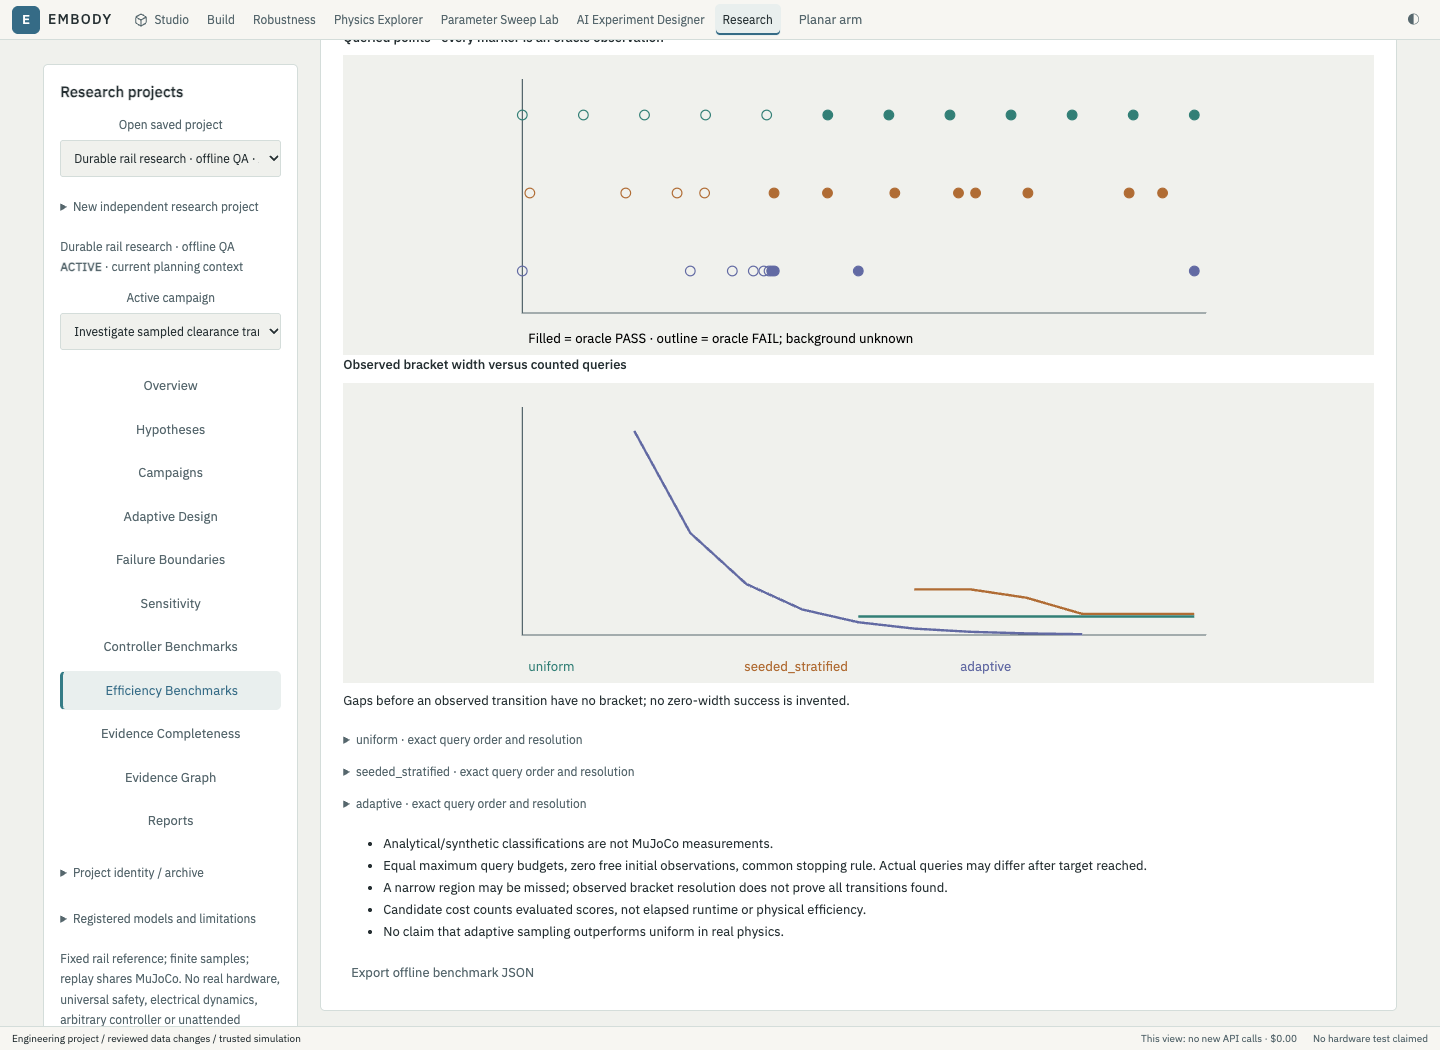 E EMBODY Studio Build Robustness Physics Explorer Parameter Sweep Lab AI Experiment Designer Research Planar arm
Research projects
Open saved project
Durable rail research · offline QA ·
New independent research project
Durable rail research · offline QA
ACTIVE · current planning context
Active campaign
Investigate sampled clearance trar
Overview
Hypotheses
Campaigns
Adaptive Design
Failure Boundaries
Sensitivity
Controller Benchmarks
Efficiency Benchmarks
Evidence Completeness
Evidence Graph
Reports
Project identity / archive
Registered models and limitations
Fixed rail reference; finite samples;
replay shares MuJoCo. No real hardware,
universal safety, electrical dynamics,
arbitrary controller or unattended
Queried points · every marker is an oracle observation
Filled = oracle PASS · outline = oracle FAIL; background unknown
Observed bracket width versus counted queries
uniform seeded_stratified adaptive
Gaps before an observed transition have no bracket; no zero-width success is invented.
uniform · exact query order and resolution
seeded_stratified · exact query order and resolution
adaptive · exact query order and resolution
• Analytical/synthetic classifications are not MuJoCo measurements.
• Equal maximum query budgets, zero free initial observations, common stopping rule. Actual queries may differ after target reached.
• A narrow region may be missed; observed bracket resolution does not prove all transitions found.
• Candidate cost counts evaluated scores, not elapsed runtime or physical efficiency.
• No claim that adaptive sampling outperforms uniform in real physics.
Export offline benchmark JSON
Engineering project / reviewed data changes / trusted simulation
This view: no new API calls · $0.00 No hardware test claimed